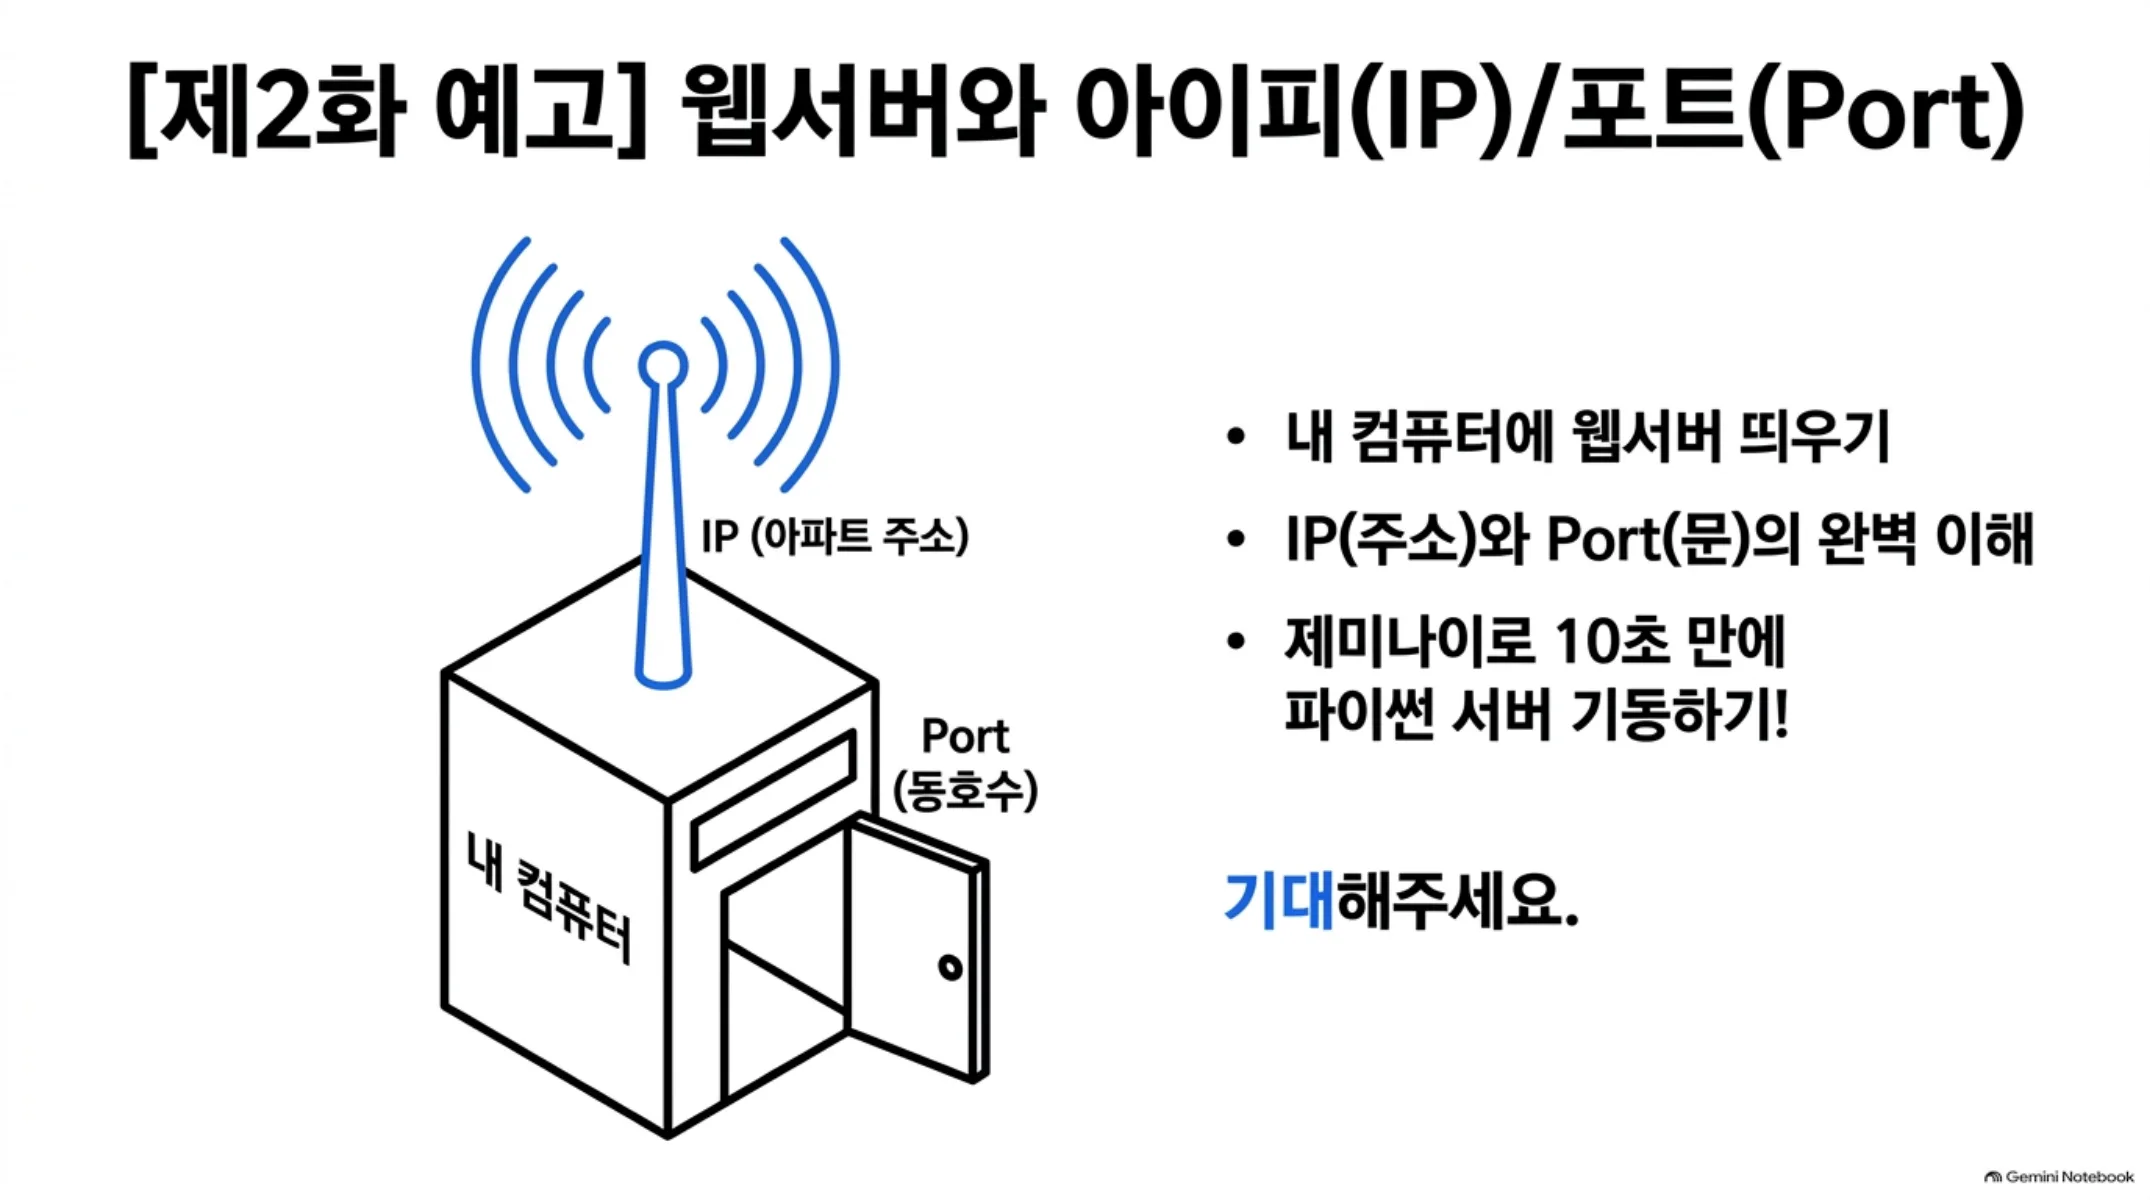 [제2화 예고] 웹서버와 아이피(IP)/포트(Port)
IP (아파트 주소)
Port
(동호수)
내 컴퓨터
• 내 컴퓨터에 웹서버 띄우기
• IP(주소)와 Port(문)의 완벽 이해
• 제미나이로 10초 만에
파이썬 서버 기동하기!
기대해주세요.
Gemini Notebook